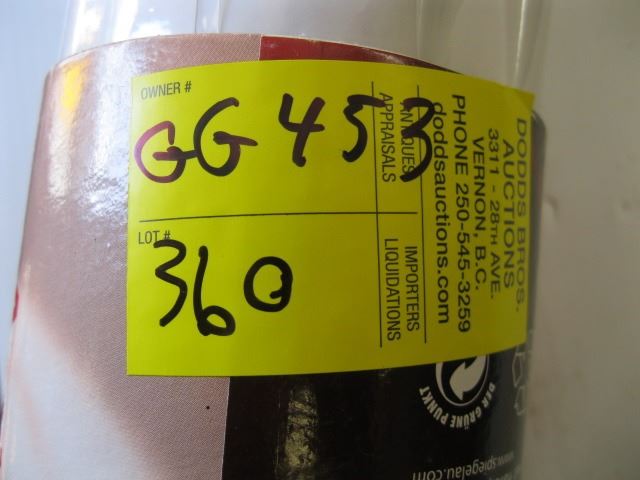 OWNER #
GG 453
LOT #
360
ANTIQUES
APPRAISALS
IMPORTERS
LIQUIDATIONS
DODDS BROS.
AUCTIONS
3311 - 28TH AVE.
VERNON, B.C.
PHONE 250-545-3259
doddsauctions.com
DER GRÜNE PUNKT
www.spiegelau.com